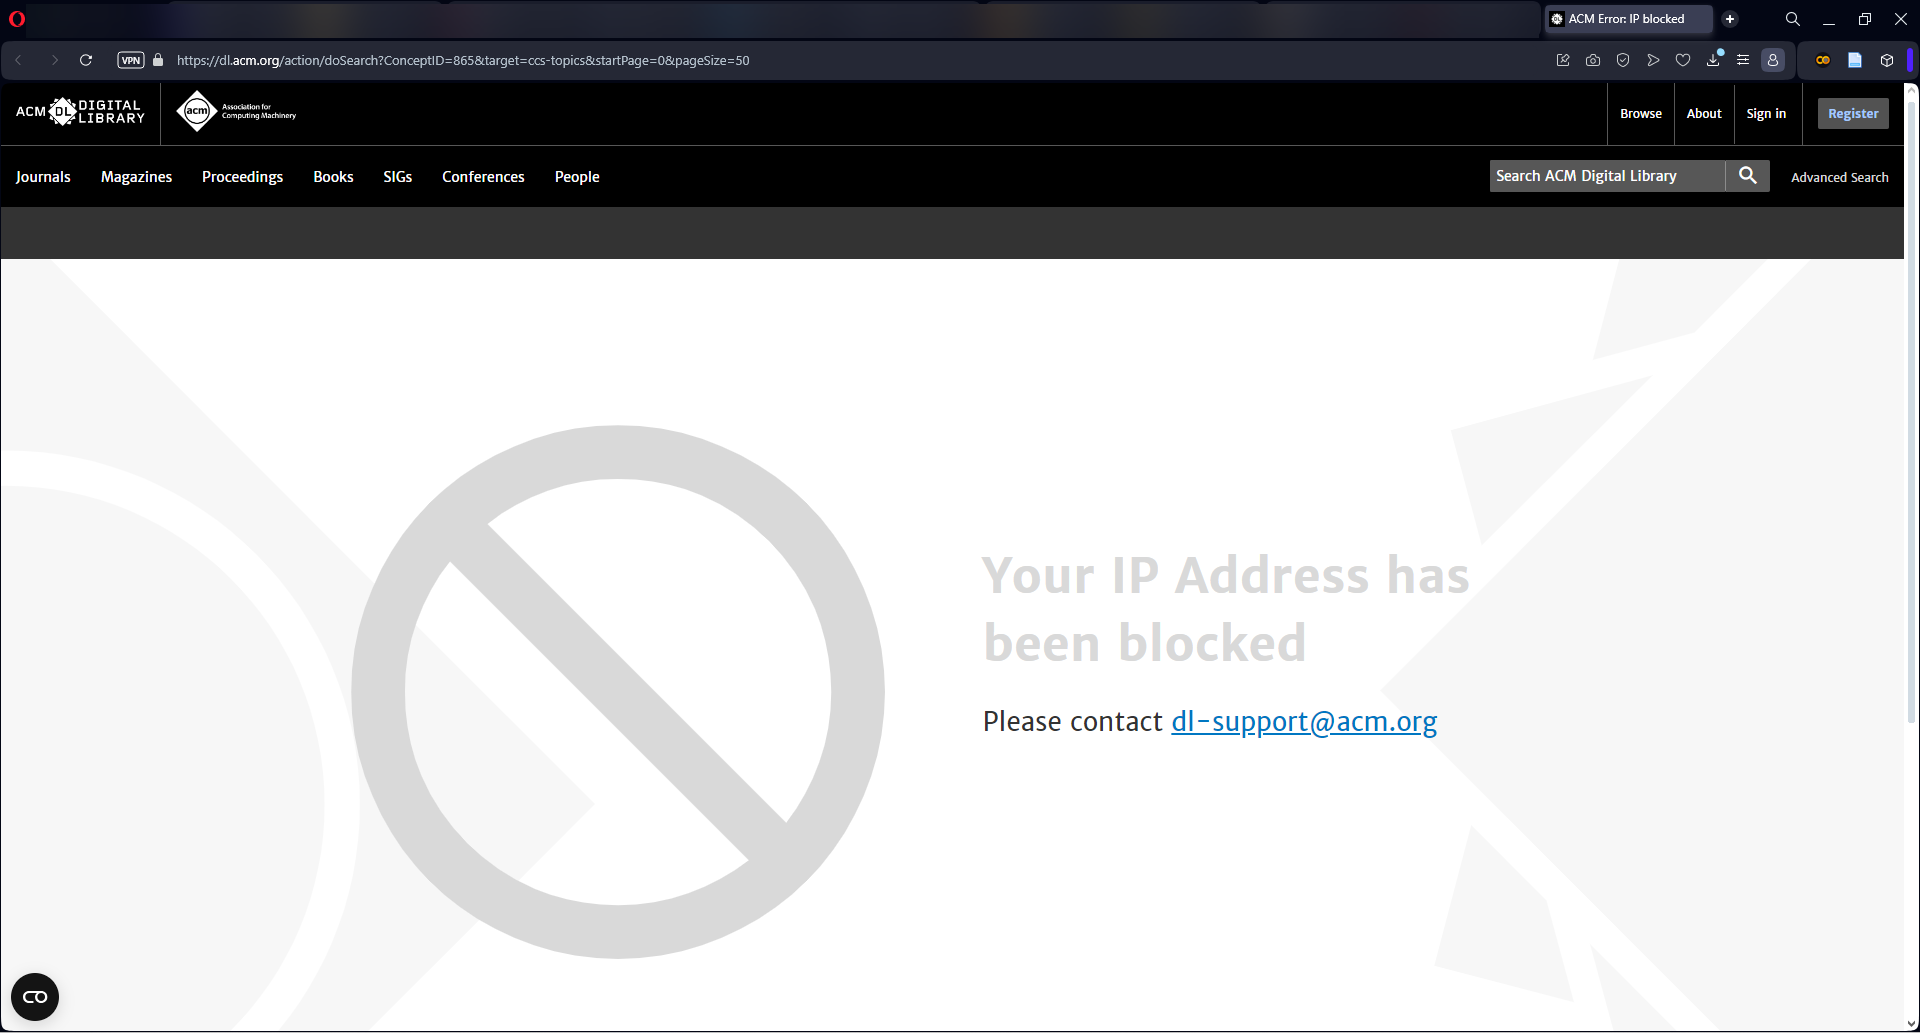 ACM Error: IP blocked
VPN
https://dl.acm.org/action/doSearch?ConceptID=865&target=ccs-topics&startPage=0&pageSize=50
ACM DL DIGITAL LIBRARY
acm Association for Computing Machinery
Browse
About
Sign in
Register
Journals
Magazines
Proceedings
Books
SIGs
Conferences
People
Search ACM Digital Library
Advanced Search
Your IP Address has
been blocked
Please contact dl-support@acm.org